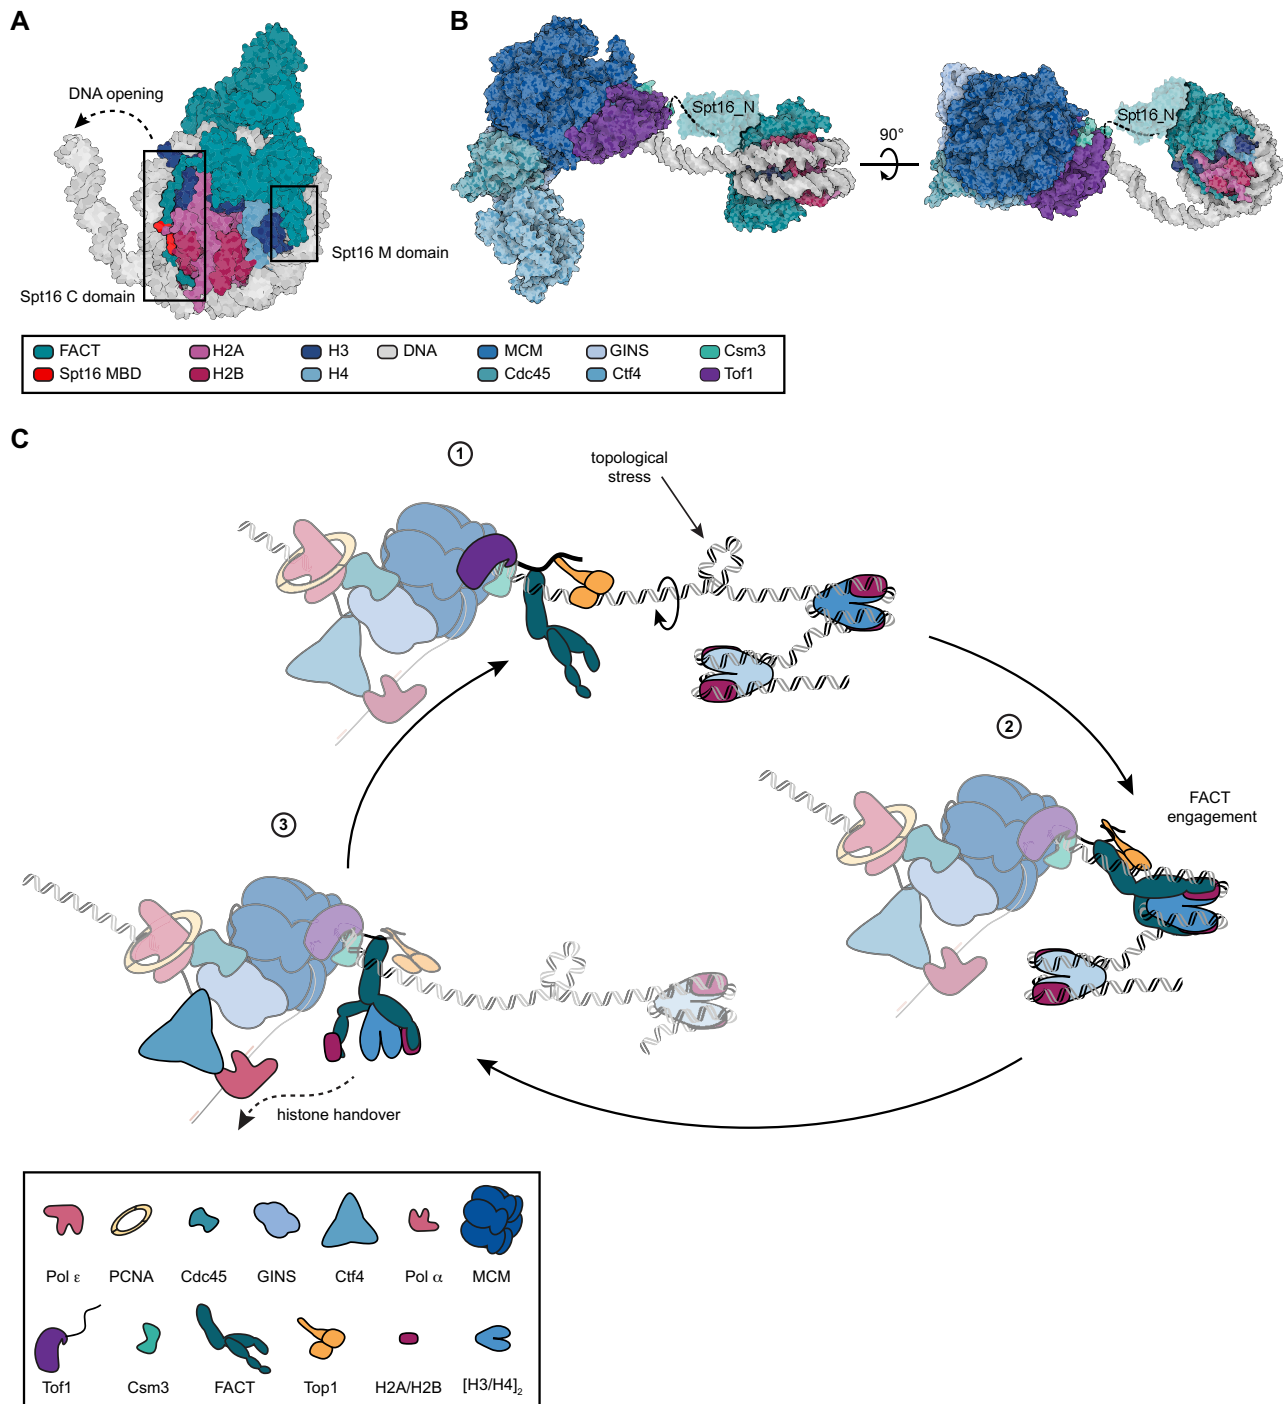 A
B
DNA opening
Spt16_N
Spt16_N
90°
Spt16 M domain
Spt16 C domain
FACT
H2A
H3
DNA
MCM
GINS
Csm3
Spt16 MBD
H2B
H4
Cdc45
Ctf4
Tof1
C
1
topological
stress
2
FACT
engagement
3
histone handover
Pol ε
PCNA
Cdc45
GINS
Ctf4
Pol α
MCM
Tof1
Csm3
FACT
Top1
H2A/H2B
[H3/H4]₂